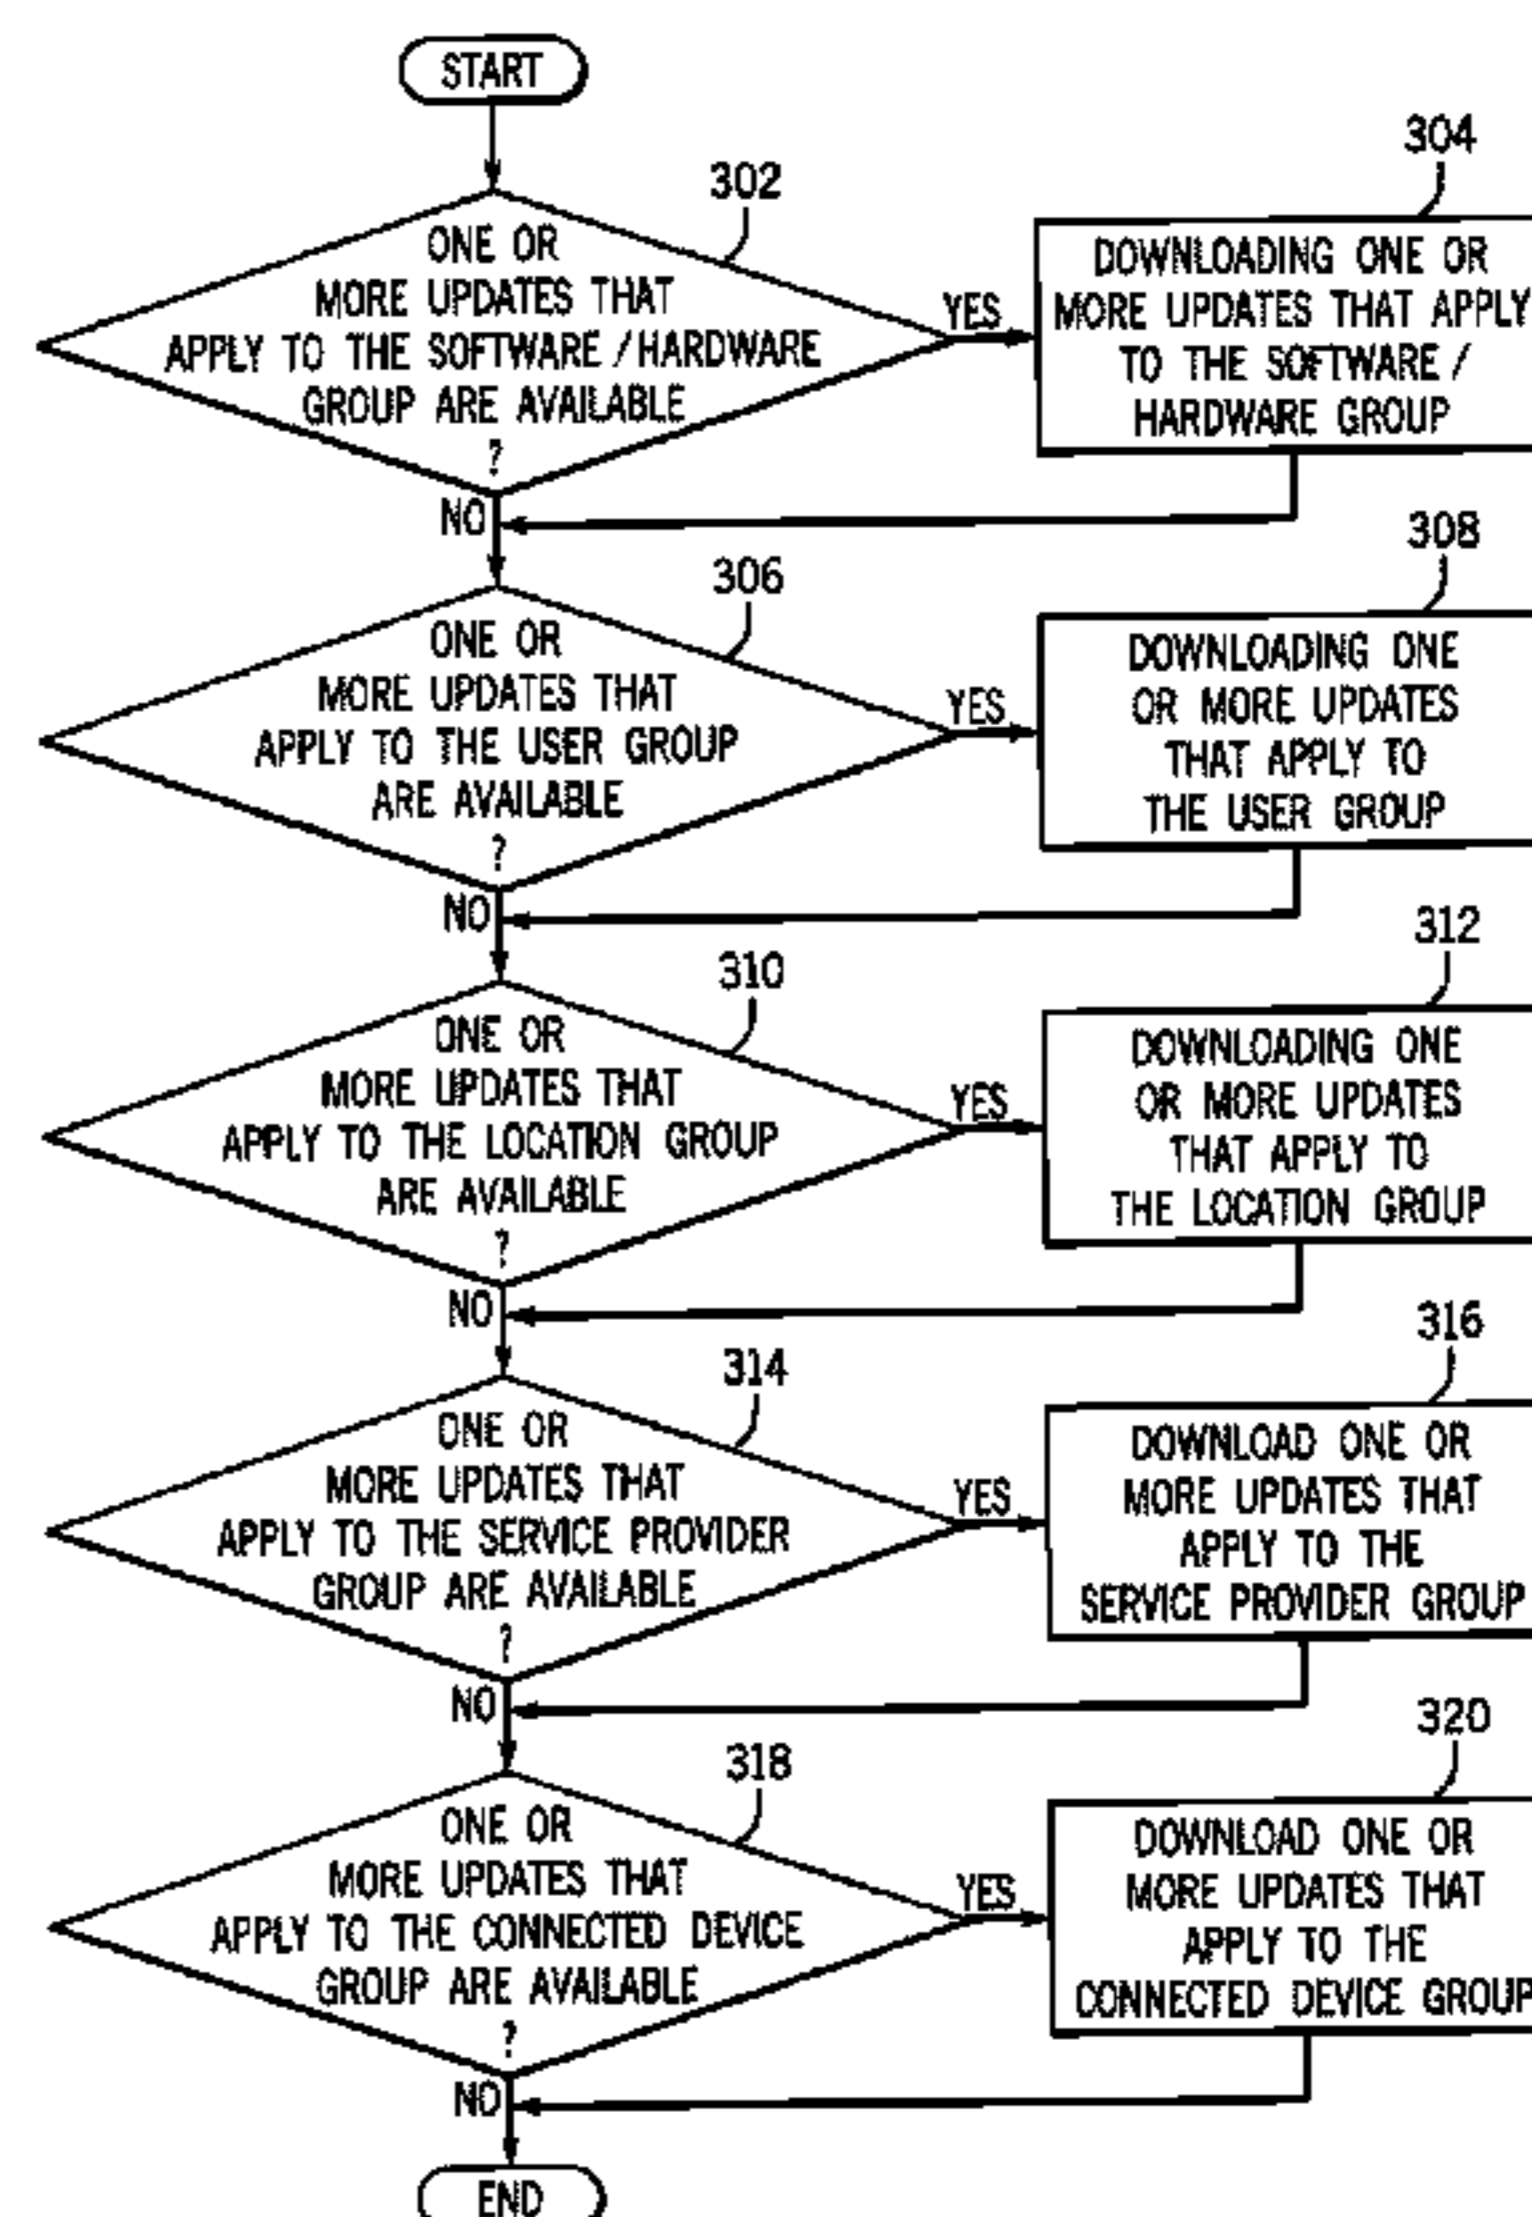 START
302
ONE OR
MORE UPDATES THAT
APPLY TO THE SOFTWARE / HARDWARE
GROUP ARE AVAILABLE
?
YES
NO
304
DOWNLOADING ONE OR
MORE UPDATES THAT APPLY
TO THE SOFTWARE /
HARDWARE GROUP
306
ONE OR
MORE UPDATES THAT
APPLY TO THE USER GROUP
ARE AVAILABLE
?
YES
NO
308
DOWNLOADING ONE
OR MORE UPDATES
THAT APPLY TO
THE USER GROUP
310
ONE OR
MORE UPDATES THAT
APPLY TO THE LOCATION GROUP
ARE AVAILABLE
?
YES
NO
312
DOWNLOADING ONE
OR MORE UPDATES
THAT APPLY TO
THE LOCATION GROUP
314
ONE OR
MORE UPDATES THAT
APPLY TO THE SERVICE PROVIDER
GROUP ARE AVAILABLE
?
YES
NO
316
DOWNLOAD ONE OR
MORE UPDATES THAT
APPLY TO THE
SERVICE PROVIDER GROUP
318
ONE OR
MORE UPDATES THAT
APPLY TO THE CONNECTED DEVICE
GROUP ARE AVAILABLE
?
YES
NO
320
DOWNLOAD ONE OR
MORE UPDATES THAT
APPLY TO THE
CONNECTED DEVICE GROUP
END